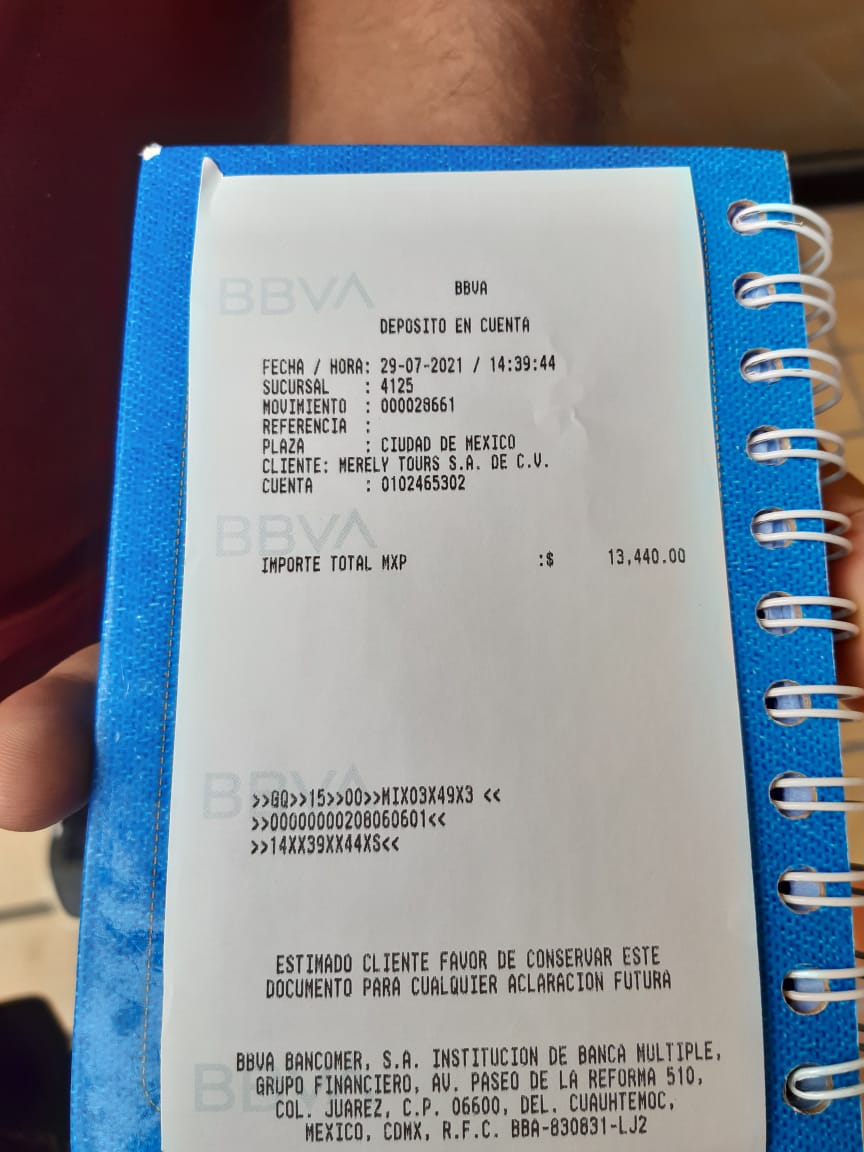 BBVA
BBVA
DEPOSITO EN CUENTA
FECHA / HORA: 29-07-2021 / 14:39:44
SUCURSAL : 4125
MOVIMIENTO : 000028661
REFERENCIA :
PLAZA : CIUDAD DE MEXICO
CLIENTE: MERELY TOURS S.A. DE C.V.
CUENTA : 0102465302
BBVA
IMPORTE TOTAL MXP :$ 13,440.00
BBVA
>>GQ>>15>>00>>MIX03X49X3 <<
>>00000000208060601<<
>>14XX39XX44XS<<
ESTIMADO CLIENTE FAVOR DE CONSERVAR ESTE
DOCUMENTO PARA CUALQUIER ACLARACION FUTURA
BBVA BANCOMER, S.A. INSTITUCION DE BANCA MULTIPLE,
GRUPO FINANCIERO, AV. PASEO DE LA REFORMA 510,
COL. JUAREZ, C.P. 06600, DEL. CUAUHTEMOC,
MEXICO, CDMX, R.F.C. BBA-830831-LJ2